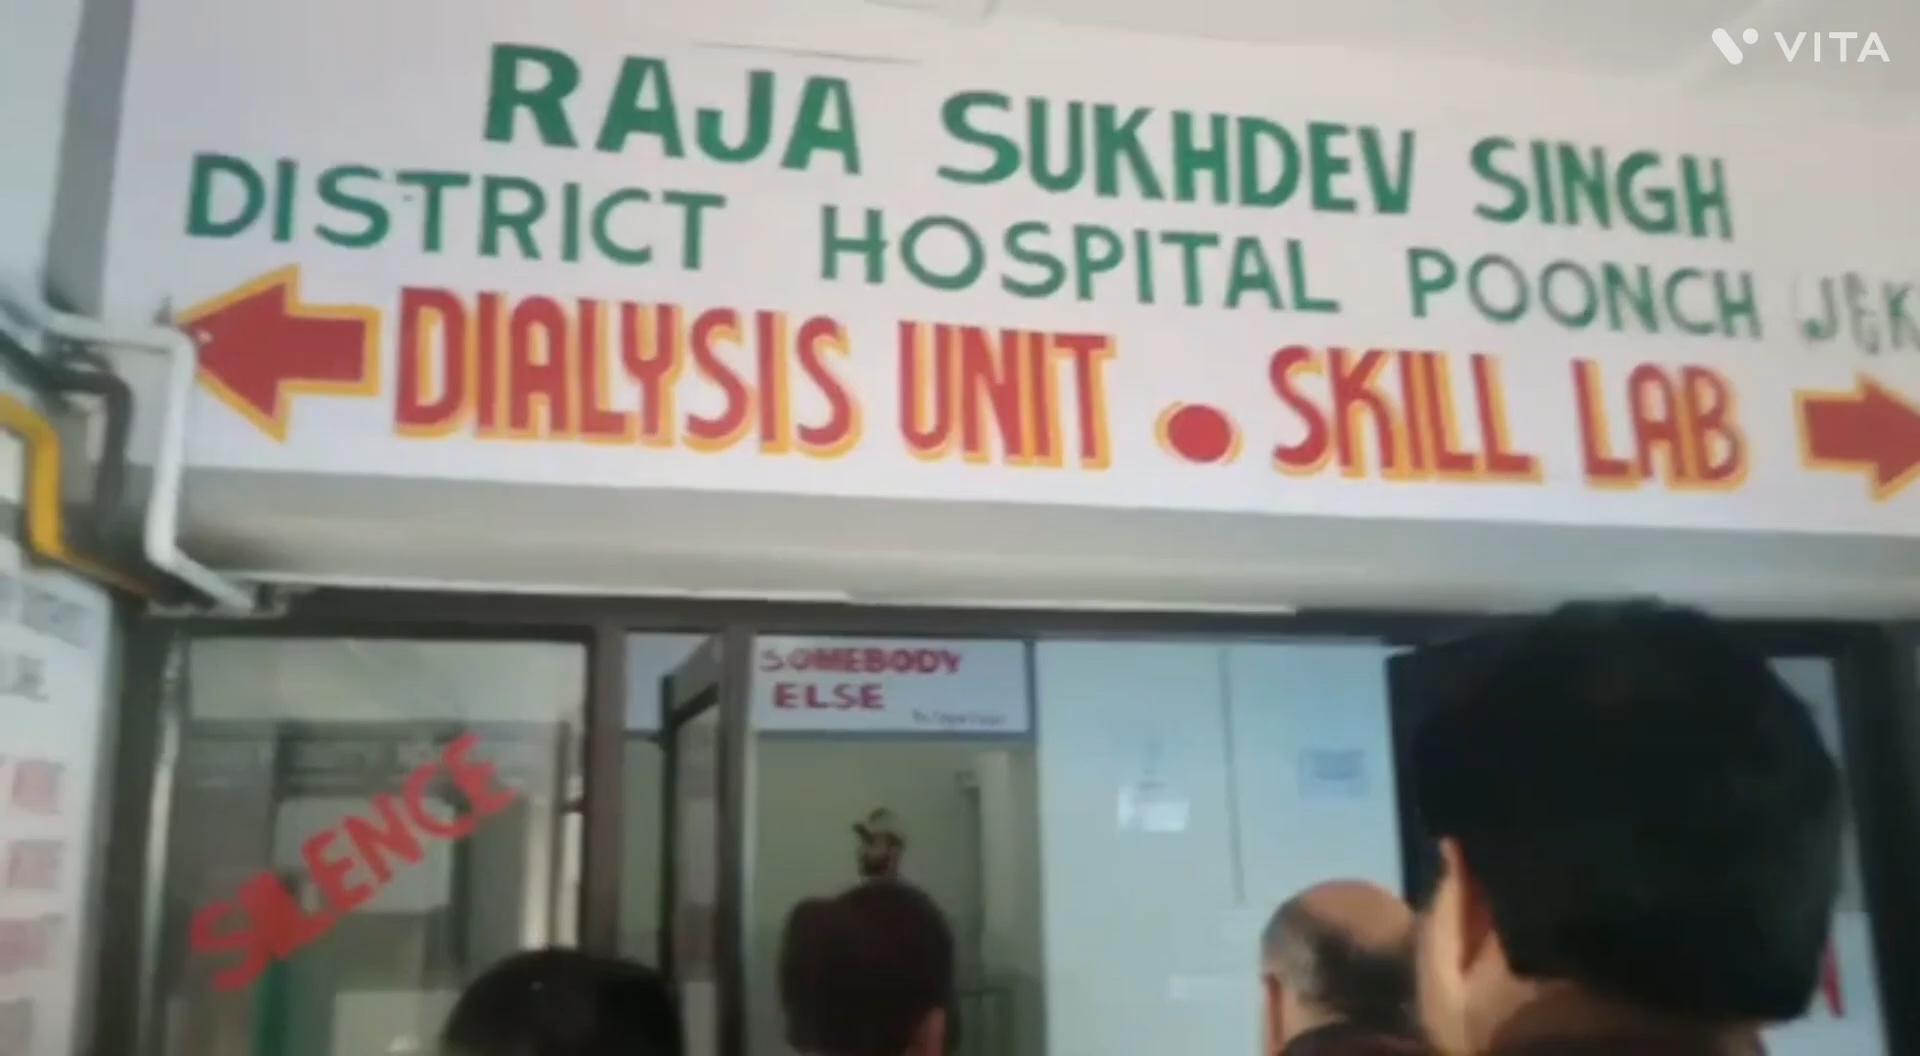 VITA
RAJA SUKHDEV SINGH
DISTRICT HOSPITAL POONCH J&K
DIALYSIS UNIT • SKILL LAB
SOMEBODY
ELSE
SILENCE